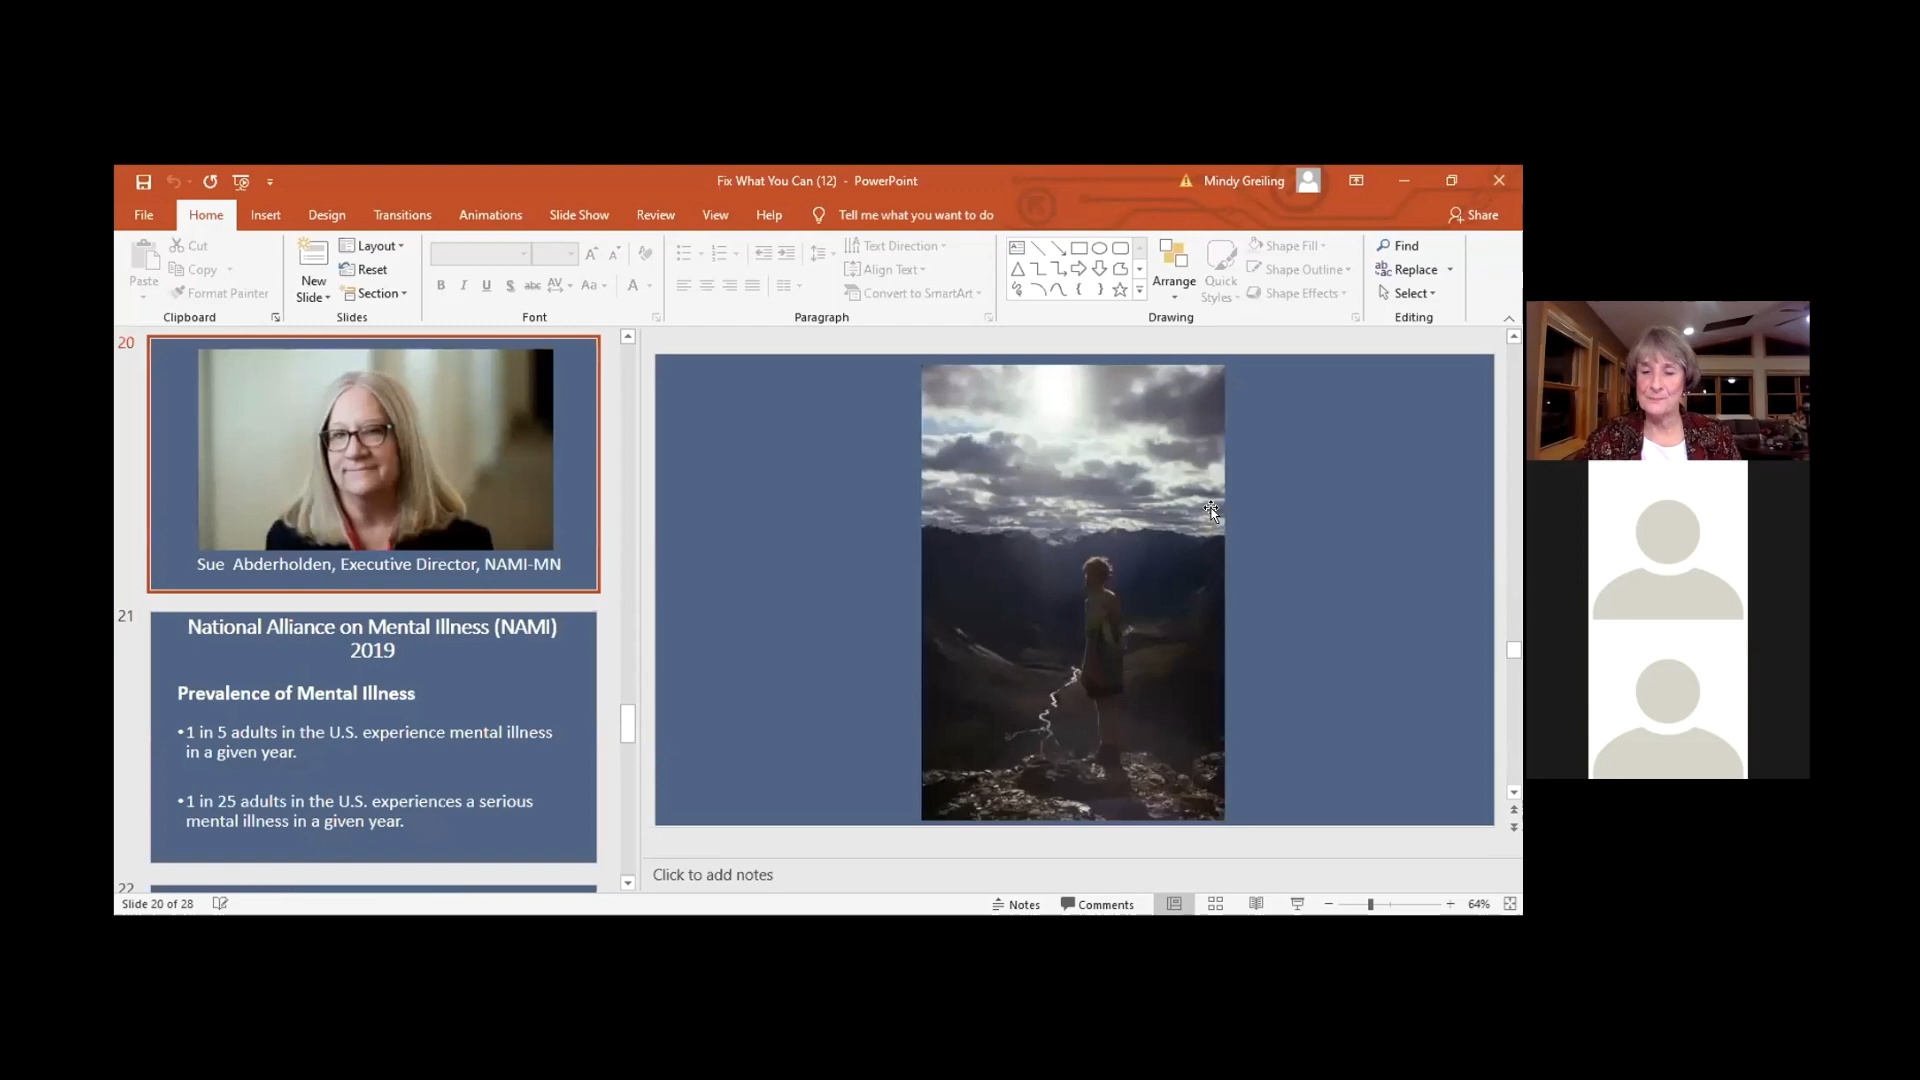 Fix What You Can (12) - PowerPoint
Mindy Greiling
File Home Insert Design Transitions Animations Slide Show Review View Help Tell me what you want to do Share
Paste
Cut
Copy
Format Painter
Clipboard
New
Slide
Layout
Reset
Section
Slides
B I U S abc AV Aa A
Font
Text Direction
Align Text
Convert to SmartArt
Paragraph
Arrange
Quick
Styles
Shape Fill
Shape Outline
Shape Effects
Drawing
Find
Replace
Select
Editing
20
Sue Abderholden, Executive Director, NAMI-MN
21
National Alliance on Mental Illness (NAMI)
2019
Prevalence of Mental Illness
•1 in 5 adults in the U.S. experience mental illness
in a given year.
•1 in 25 adults in the U.S. experiences a serious
mental illness in a given year.
22
Click to add notes
Slide 20 of 28
Notes Comments 64%